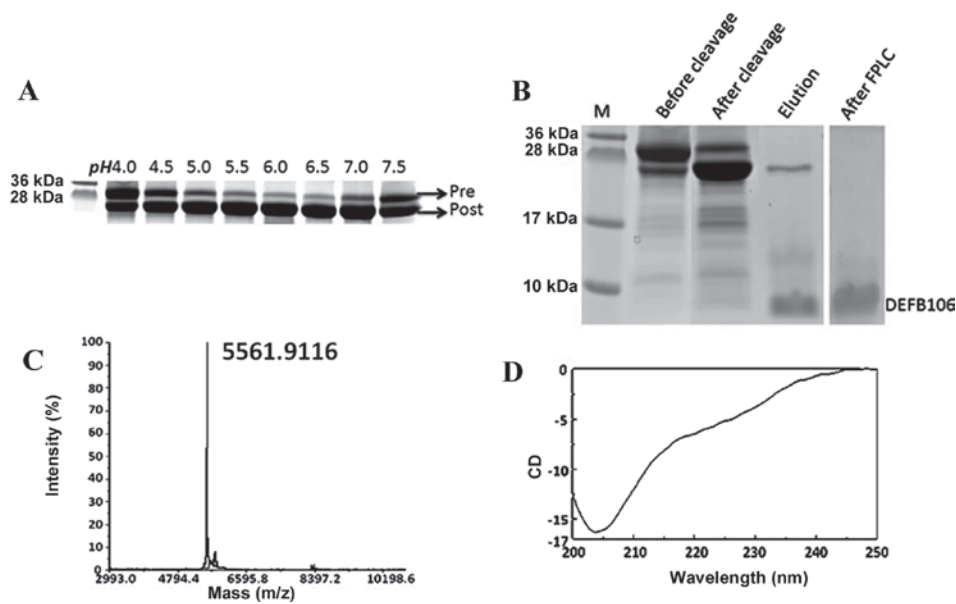 A
pH4.0 4.5 5.0 5.5 6.0 6.5 7.0 7.5
36 kDa
28 kDa
Pre
Post
B
M
Before cleavage
After cleavage
Elution
After FPLC
36 kDa
28 kDa
17 kDa
10 kDa
DEFB106
C
5561.9116
Intensity (%)
100
90
80
70
60
50
40
30
20
10
0
2993.0 4794.4 6595.8 8397.2 10198.6
Mass (m/z)
D
CD
0
-5
-10
-15
-17
200 210 220 230 240 250
Wavelength (nm)